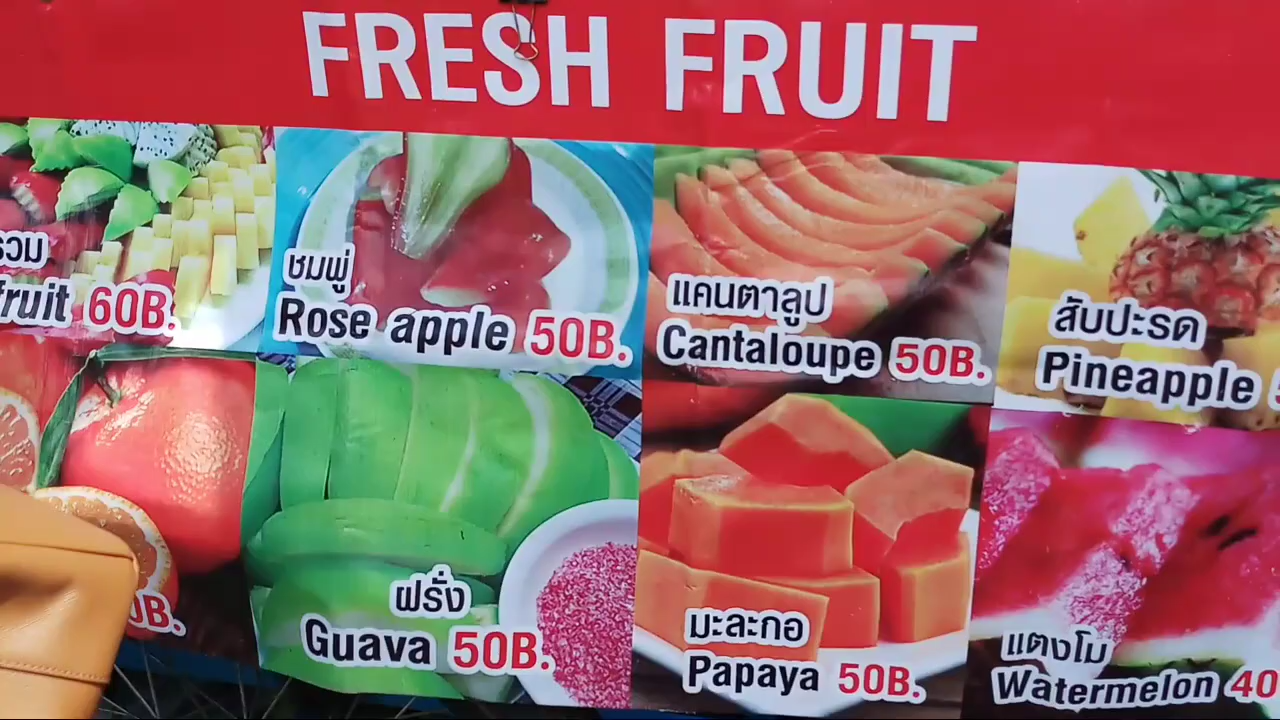 FRESH FRUIT
รวม
fruit 60B.
ชมพู่
Rose apple 50B.
แคนตาลูป
Cantaloupe 50B.
สับปะรด
Pineapple
0B.
ฝรั่ง
Guava 50B.
มะละกอ
Papaya 50B.
แตงโม
Watermelon 40